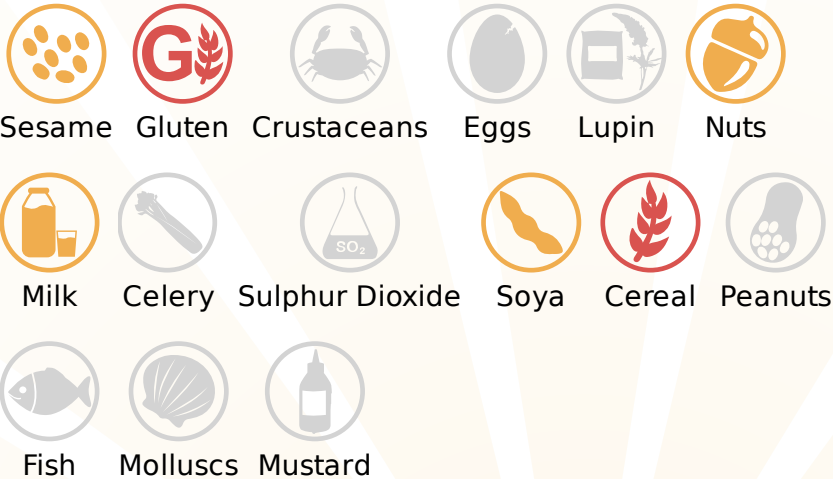 G
Sesame Gluten Crustaceans Eggs Lupin Nuts
SO₂
Milk Celery Sulphur Dioxide Soya Cereal Peanuts
Fish Molluscs Mustard